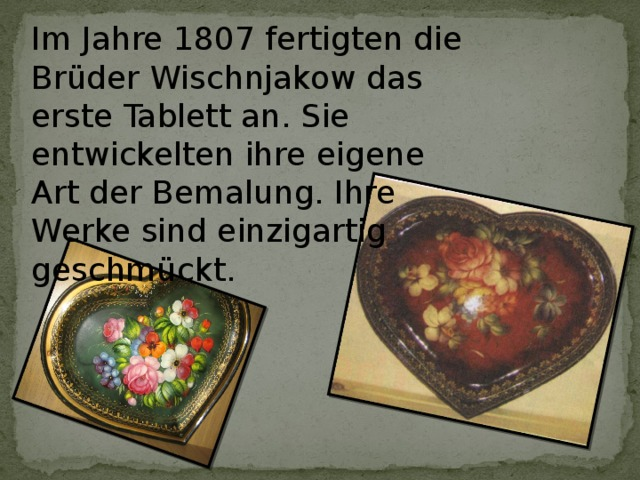 Im Jahre 1807 fertigten die
Brüder Wischnjakow das
erste Tablett an. Sie
entwickelten ihre eigene
Art der Bemalung. Ihre
Werke sind einzigartig
geschmückt.